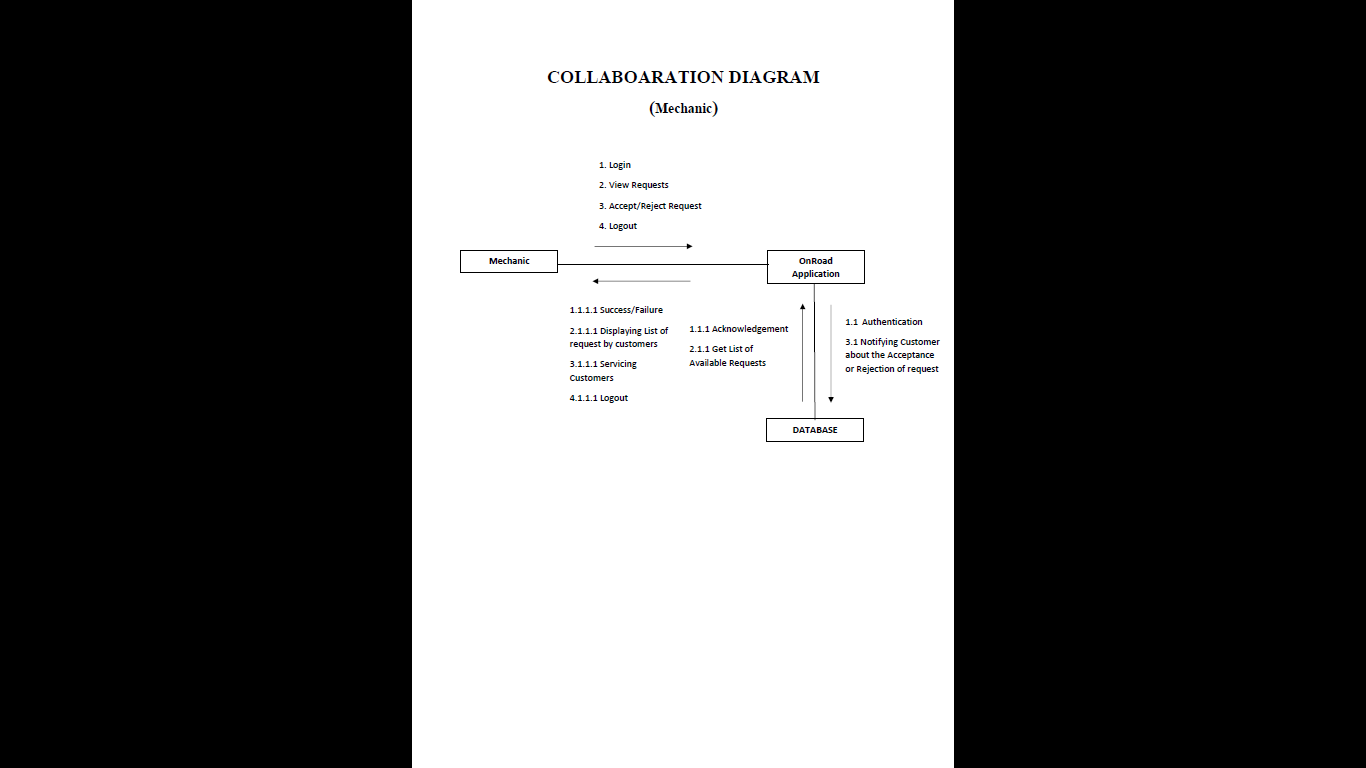 COLLABOARATION DIAGRAM
(Mechanic)
1. Login
2. View Requests
3. Accept/Reject Request
4. Logout
Mechanic
OnRoad
Application
1.1.1.1 Success/Failure
2.1.1.1 Displaying List of
request by customers
3.1.1.1 Servicing
Customers
4.1.1.1 Logout
1.1.1 Acknowledgement
2.1.1 Get List of
Available Requests
1.1 Authentication
3.1 Notifying Customer
about the Acceptance
or Rejection of request
DATABASE